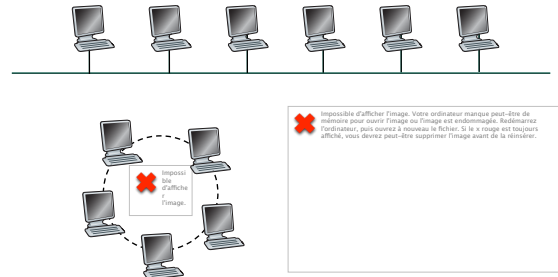 Impossible d'afficher l'image. Votre ordinateur manque peut-être de
mémoire pour ouvrir l'image ou l'image est endommagée. Redémarrez
l'ordinateur, puis ouvrez à nouveau le fichier. Si le x rouge est toujours
affiché, vous devrez peut-être supprimer l'image avant de la réinsérer.
Impossi
ble
d'affiche
r
l'image.